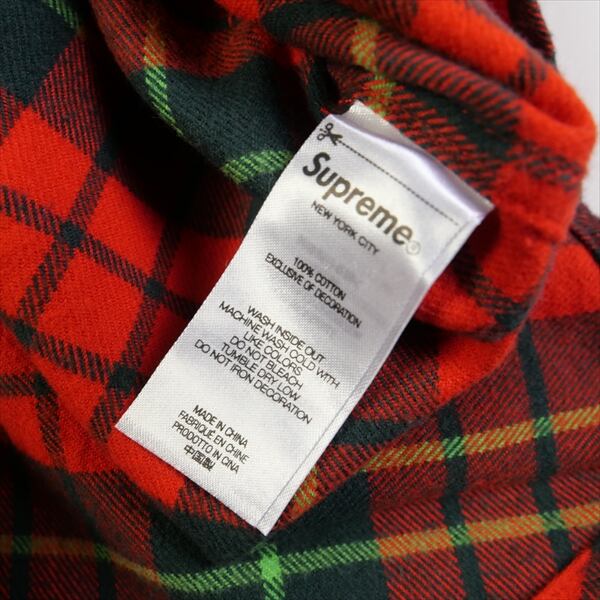 Supreme®
NEW YORK CITY
100% COTTON
EXCLUSIVE OF DECORATION
WASH INSIDE OUT
MACHINE WASH COLD WITH
LIKE COLORS
DO NOT BLEACH
TUMBLE DRY LOW
DO NOT IRON DECORATION
MADE IN CHINA
FABRIQUÉ EN CHINE
PRODOTTO IN CINA
中国製